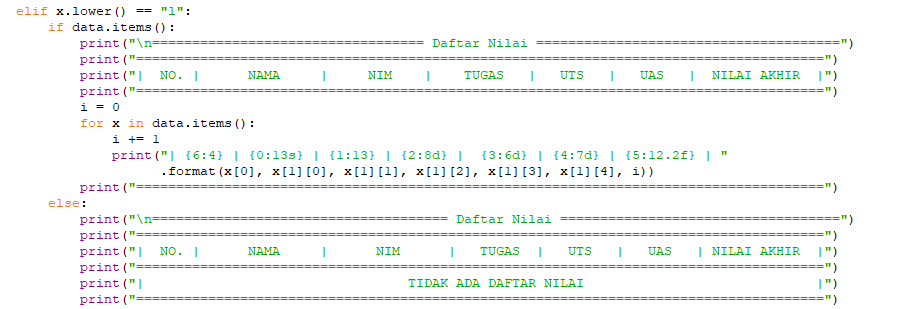 elif x.lower() == "l":
    if data.items():
        print("\n================================== Daftar Nilai ======================================")
        print("======================================================================================")
        print("|  NO. |      NAMA     |     NIM    |    TUGAS   |   UTS   |   UAS   |  NILAI AKHIR  |")
        print("======================================================================================")
        i = 0
        for x in data.items():
            i += 1
            print("| {6:4} | {0:13s} | {1:13} | {2:8d} |  {3:6d} | {4:7d} | {5:12.2f} | "
                  .format(x[0], x[1][0], x[1][1], x[1][2], x[1][3], x[1][4], i))
        print("======================================================================================")
    else:
        print("\n===================================== Daftar Nilai ===================================")
        print("======================================================================================")
        print("|  NO. |      NAMA     |      NIM      |   TUGAS  |   UTS   |   UAS   | NILAI AKHIR  |")
        print("======================================================================================")
        print("|                                 TIDAK ADA DAFTAR NILAI                             |")
        print("======================================================================================")